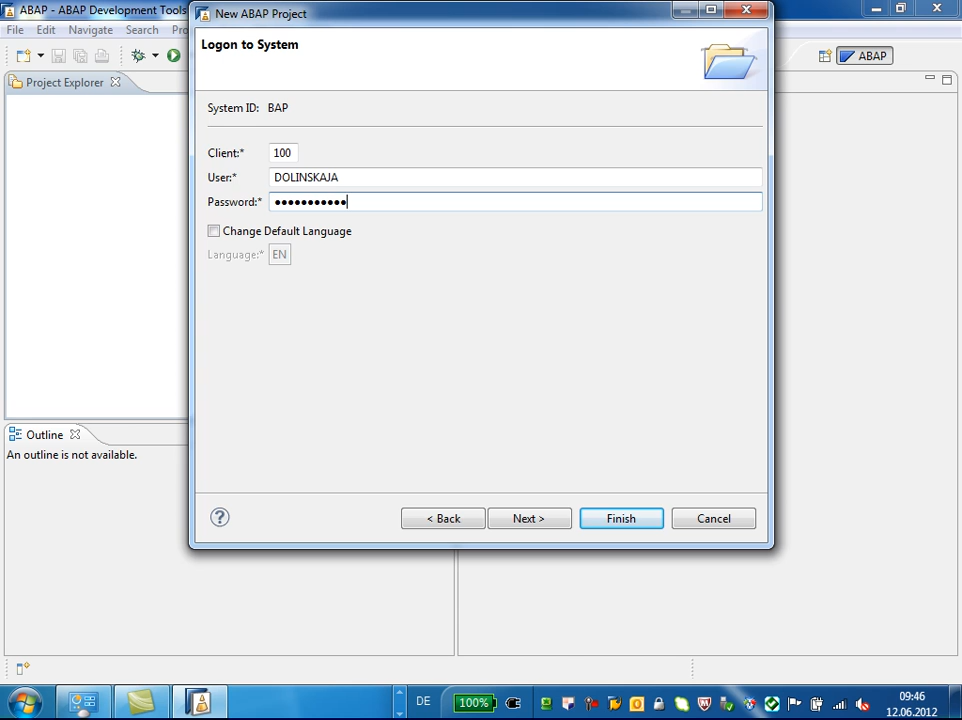 ABAP - ABAP Development Tools
New ABAP Project
File Edit Navigate Search Pro
Logon to System
ABAP
Project Explorer
System ID: BAP
Client:* 100
User:* DOLINSKAJA
Password:* ●●●●●●●●●●●
Change Default Language
Language:* EN
Outline
An outline is not available.
?
< Back
Next >
Finish
Cancel
DE
100%
09:46
12.06.2012